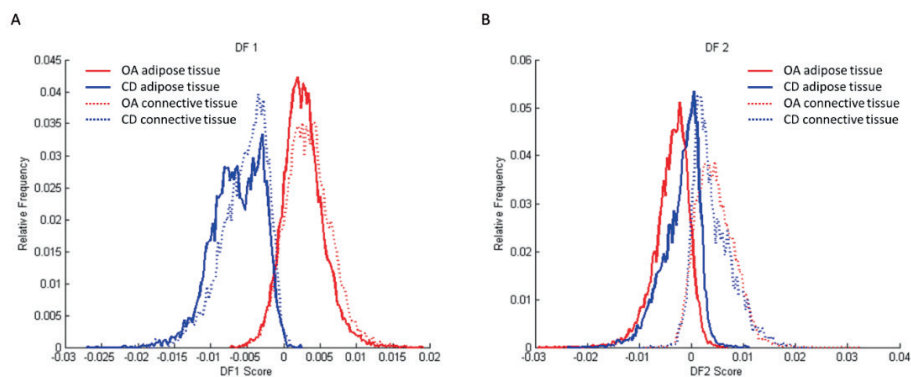 A
DF 1
OA adipose tissue
CD adipose tissue
OA connective tissue
CD connective tissue
Relative Frequency
0.045
0.04
0.035
0.03
0.025
0.02
0.015
0.01
0.005
0
-0.03 -0.025 -0.02 -0.015 -0.01 -0.005 0 0.005 0.01 0.015 0.02
DF1 Score
B
DF 2
OA adipose tissue
CD adipose tissue
OA connective tissue
CD connective tissue
Relative Frequency
0.06
0.05
0.04
0.03
0.02
0.01
0.00
-0.03 -0.02 -0.01 0 0.01 0.02 0.03 0.04
DF2 Score